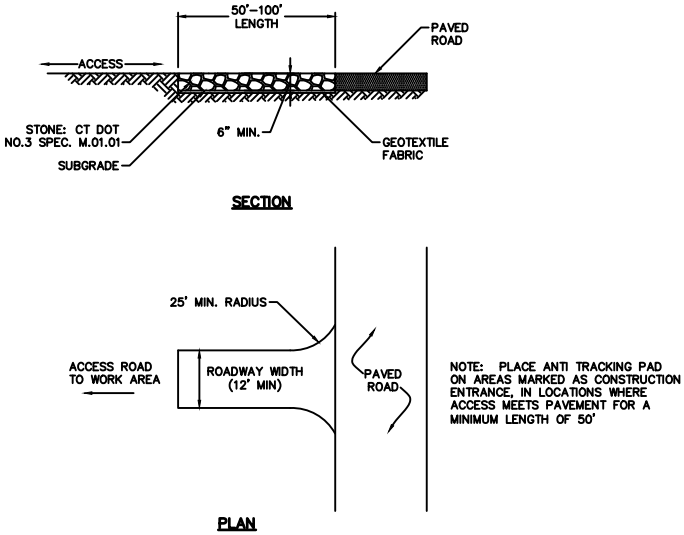 50'-100'
LENGTH
PAVED
ROAD
ACCESS
STONE: CT DOT
NO.3 SPEC. M.01.01
6" MIN.
GEOTEXTILE
FABRIC
SUBGRADE
SECTION
25' MIN. RADIUS
ACCESS ROAD
TO WORK AREA
ROADWAY WIDTH
(12' MIN)
PAVED
ROAD
NOTE: PLACE ANTI TRACKING PAD
ON AREAS MARKED AS CONSTRUCTION
ENTRANCE, IN LOCATIONS WHERE
ACCESS MEETS PAVEMENT FOR A
MINIMUM LENGTH OF 50'
PLAN